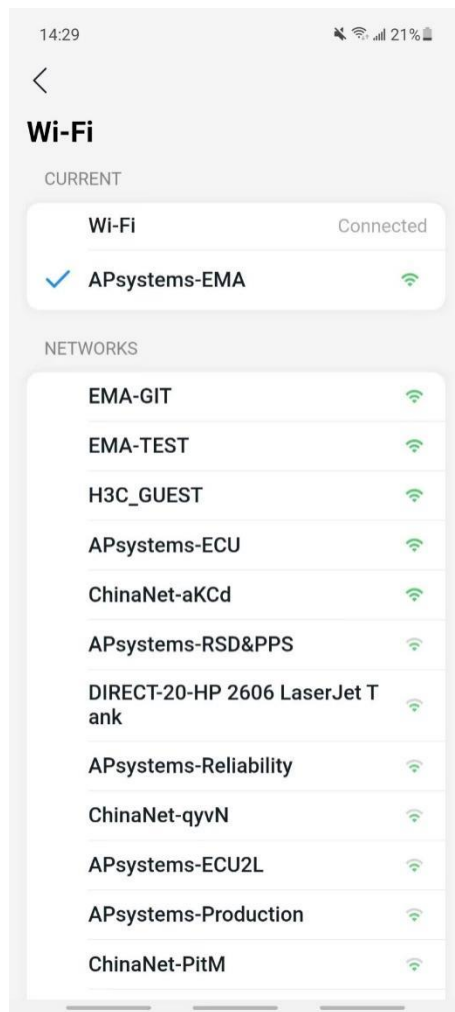 14:29
21%
Wi-Fi
CURRENT
Wi-Fi
Connected
APsystems-EMA
NETWORKS
EMA-GIT
EMA-TEST
H3C_GUEST
APsystems-ECU
ChinaNet-aKCd
APsystems-RSD&PPS
DIRECT-20-HP 2606 LaserJet T
ank
APsystems-Reliability
ChinaNet-qyvN
APsystems-ECU2L
APsystems-Production
ChinaNet-PitM